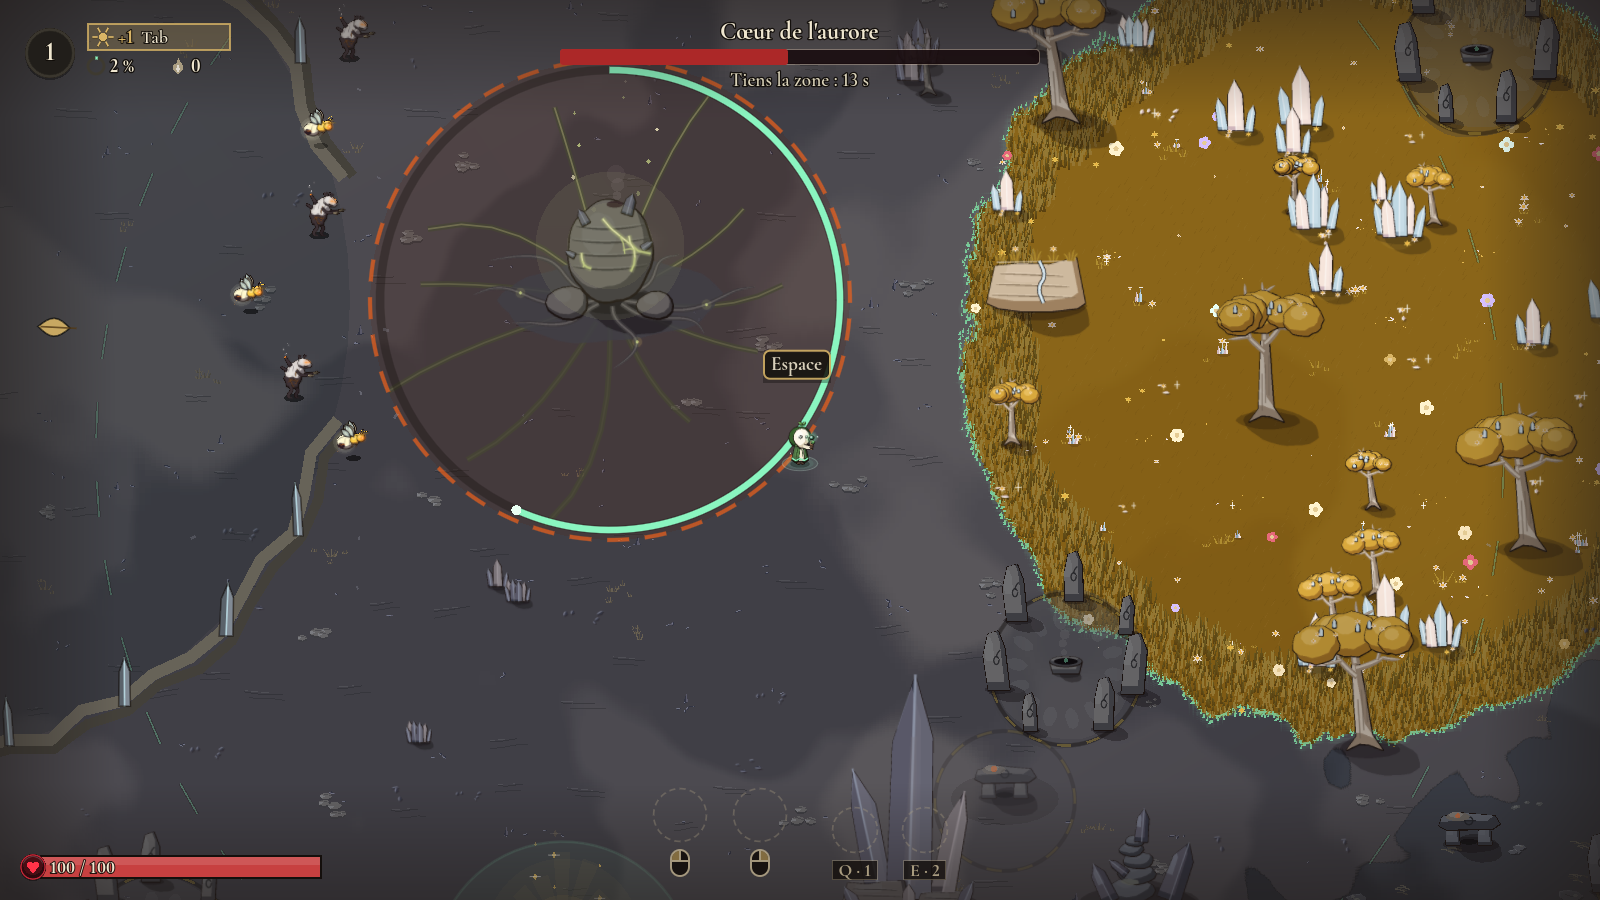 1
+1 Tab
2 %
0
Cœur de l'aurore
Tiens la zone : 13 s
Espace
100 / 100
Q · 1
E · 2